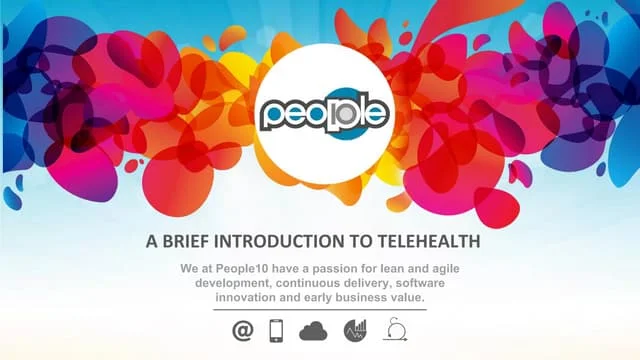 peo10ple
A BRIEF INTRODUCTION TO TELEHEALTH
We at People10 have a passion for lean and agile
development, continuous delivery, software
innovation and early business value.
@